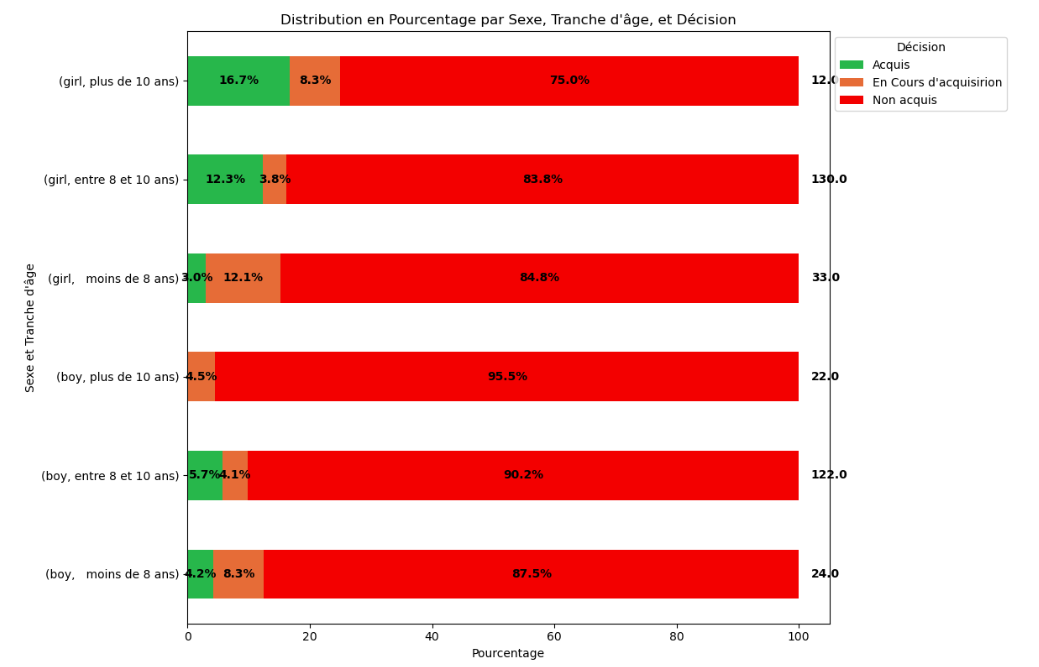 Distribution en Pourcentage par Sexe, Tranche d'âge, et Décision
Décision
Acquis
En Cours d'acquisirion
Non acquis
(girl, plus de 10 ans) 16.7% 8.3% 75.0% 12.0
(girl, entre 8 et 10 ans) 12.3% 3.8% 83.8% 130.0
(girl, moins de 8 ans) 3.0% 12.1% 84.8% 33.0
(boy, plus de 10 ans) 4.5% 95.5% 22.0
(boy, entre 8 et 10 ans) 5.7% 4.1% 90.2% 122.0
(boy, moins de 8 ans) 4.2% 8.3% 87.5% 24.0
Sexe et Tranche d'âge
0 20 40 60 80 100
Pourcentage